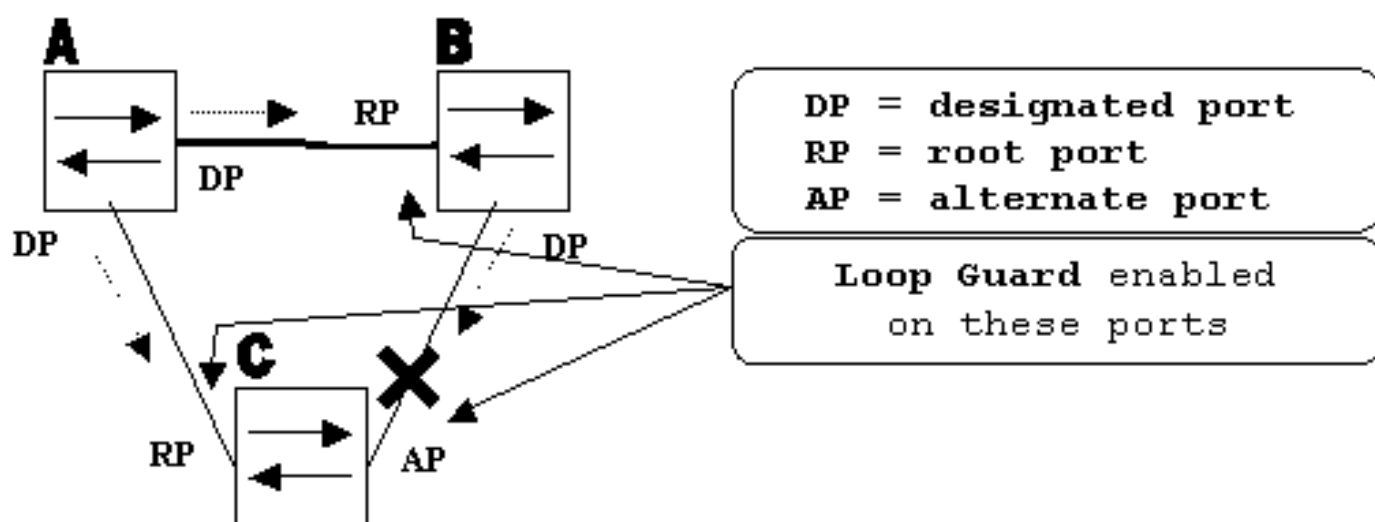 A
B
RP
DP
DP
DP
C
RP
AP
DP = designated port
RP = root port
AP = alternate port
Loop Guard enabled
on these ports